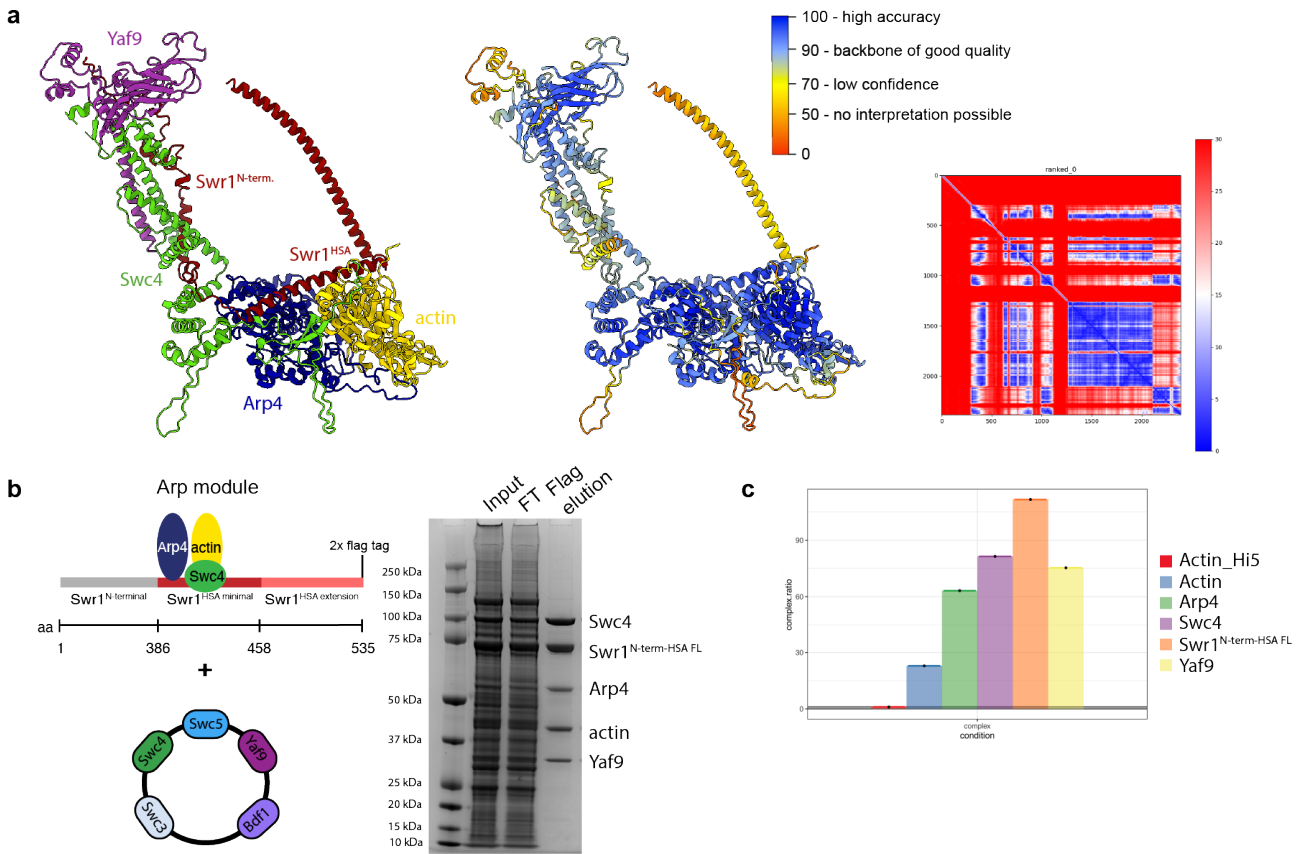 a
Yaf9
Swr1N-term.
Swr1HSA
Swc4
actin
Arp4
100 - high accuracy
90 - backbone of good quality
70 - low confidence
50 - no interpretation possible
0
ranked_0
0
500
1000
1500
2000
0
500
1000
1500
2000
30
25
20
15
10
5
0
b
Arp module
Arp4
actin
Swc4
2x flag tag
Swr1N-terminal
Swr1HSA minimal
Swr1HSA extension
aa
1
386
458
535
+
Swc5
Swc4
Yaf9
Swc3
Bdf1
Input
FT
Flag
elution
250 kDa
150 kDa
100 kDa
75 kDa
50 kDa
37 kDa
25 kDa
20 kDa
15 kDa
10 kDa
Swc4
Swr1N-term-HSA FL
Arp4
actin
Yaf9
c
complex.ratio
90
60
30
0
complex
condition
Actin_Hi5
Actin
Arp4
Swc4
Swr1N-term-HSA FL
Yaf9